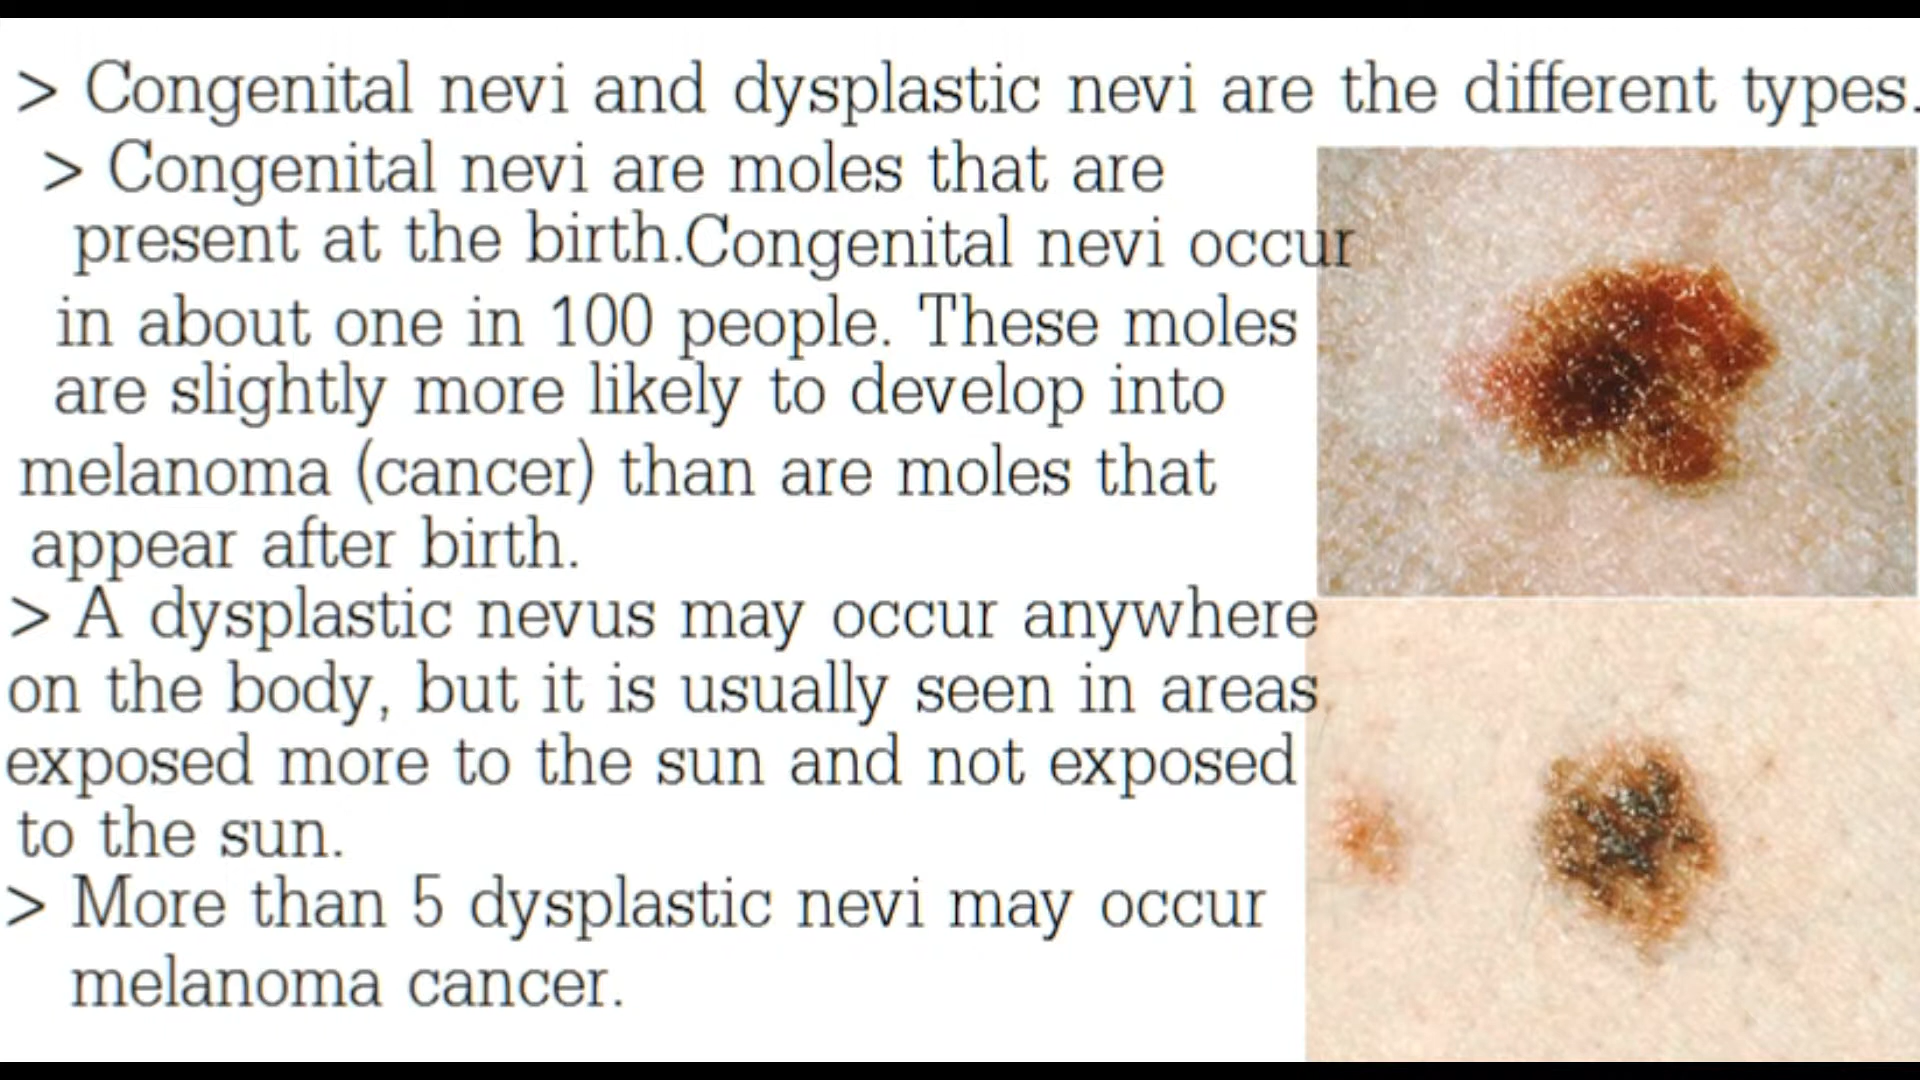 > Congenital nevi and dysplastic nevi are the different types.
> Congenital nevi are moles that are
present at the birth.Congenital nevi occur
in about one in 100 people. These moles
are slightly more likely to develop into
melanoma (cancer) than are moles that
appear after birth.
> A dysplastic nevus may occur anywhere
on the body, but it is usually seen in areas
exposed more to the sun and not exposed
to the sun.
> More than 5 dysplastic nevi may occur
melanoma cancer.